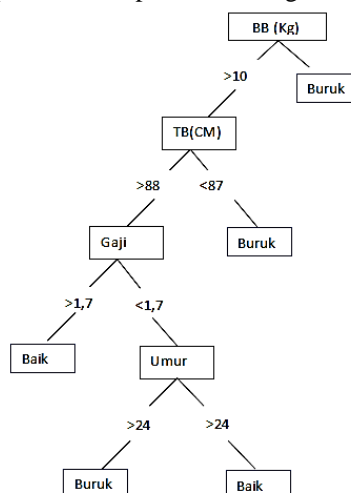 BB (Kg)
>10
Buruk
TB(CM)
>88
<87
Gaji
Buruk
>1,7
<1,7
Baik
Umur
>24
>24
Buruk
Baik